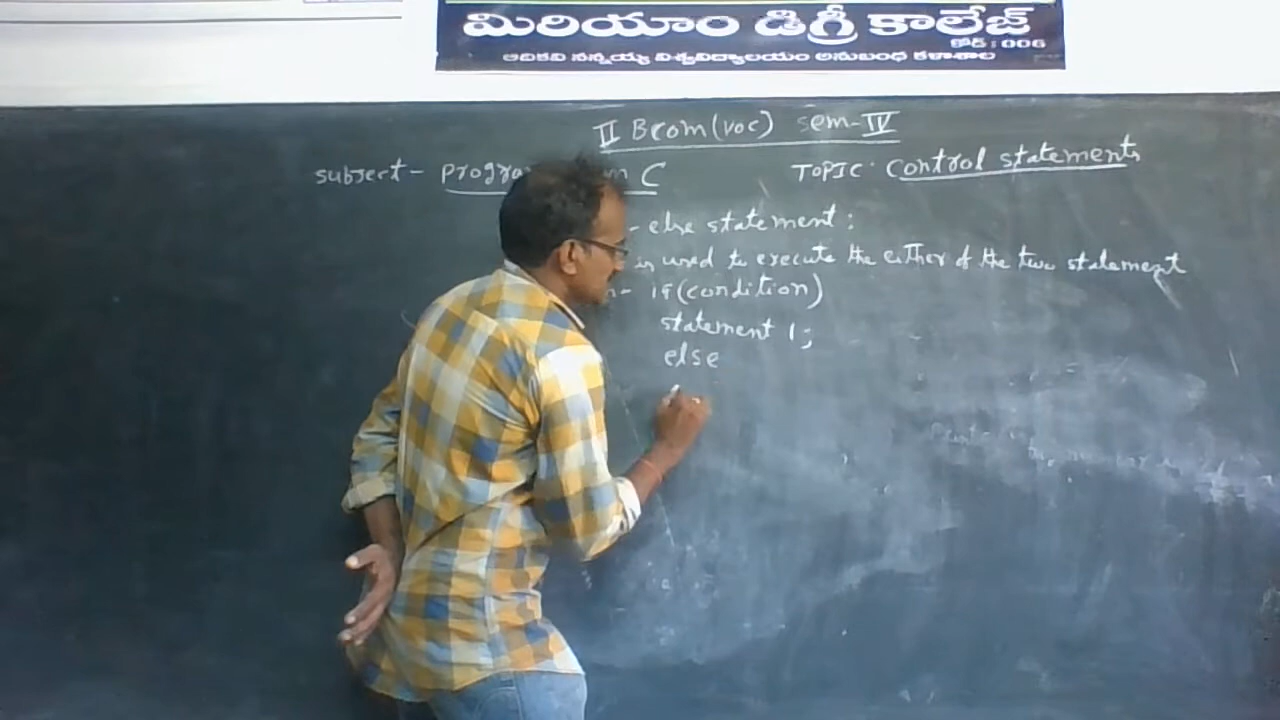 మిరియాం డిగ్రీ కాలేజ్
కోడ్ : 006
ఆదికవి నన్నయ్య విశ్వవిద్యాలయం అనుబంధ కళాశాల
II Bcom(voc) sem-IV
subject - progra m C
TOPIC: Control statements
- else statement:
is used to execute the either of the two statement
n- if(condition)
statement 1;
else